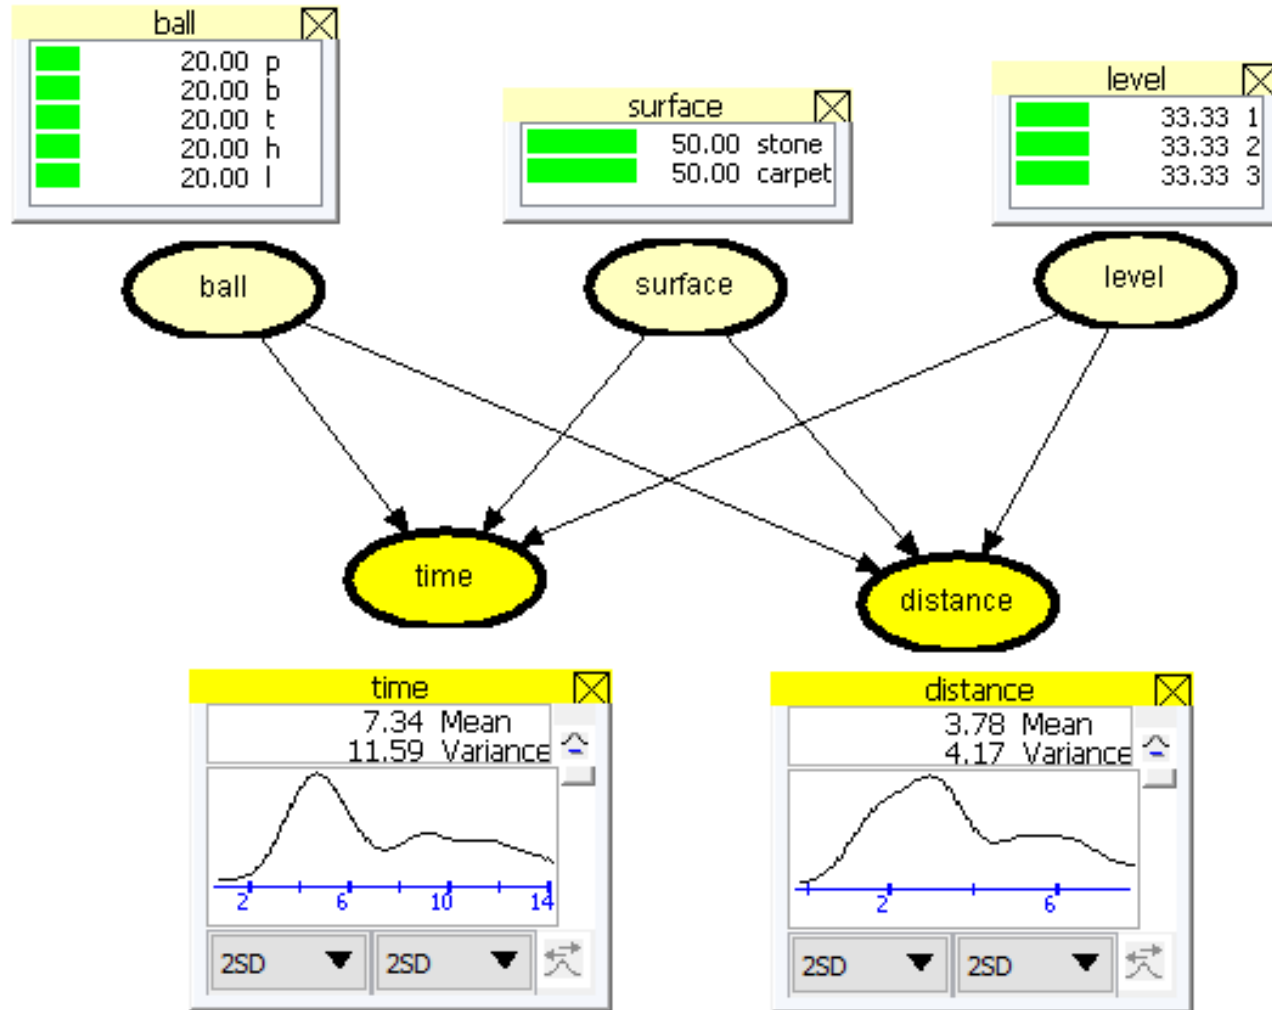 ball
20.00 p
20.00 b
20.00 t
20.00 h
20.00 l
surface
50.00 stone
50.00 carpet
level
33.33 1
33.33 2
33.33 3
ball
surface
level
time
distance
time
7.34 Mean
11.59 Variance
2 6 10 14
2SD 2SD
distance
3.78 Mean
4.17 Variance
2 6
2SD 2SD